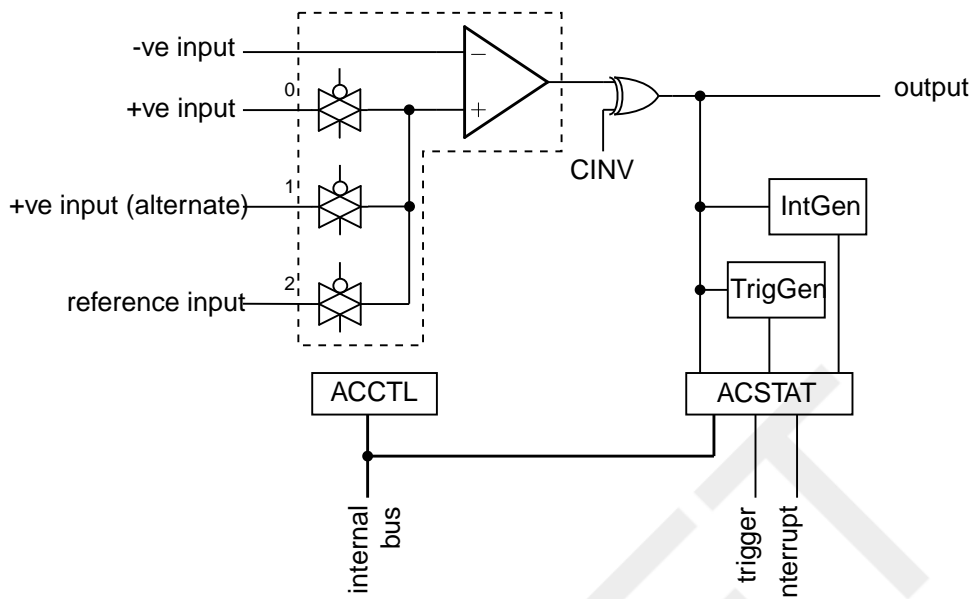 -ve input
−
output
0
+ve input
+
CINV
1
+ve input (alternate)
IntGen
2
reference input
TrigGen
ACCTL
ACSTAT
internal
bus
trigger
nterrupt